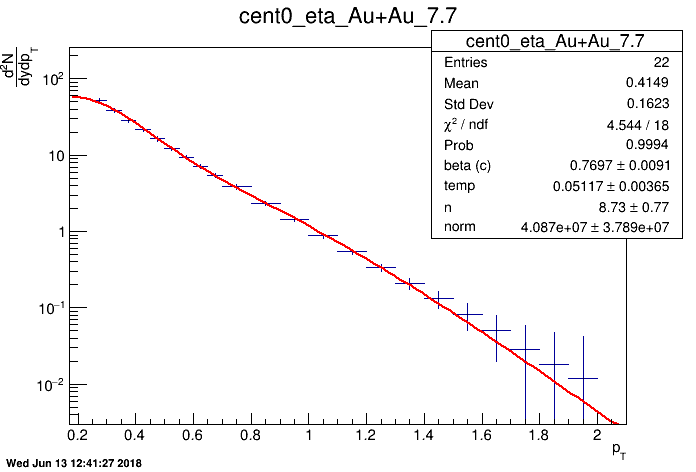 cent0_eta_Au+Au_7.7
d²N
dydp_T
cent0_eta_Au+Au_7.7
Entries 22
Mean 0.4149
Std Dev 0.1623
χ² / ndf 4.544 / 18
Prob 0.9994
beta (c) 0.7697 ± 0.0091
temp 0.05117 ± 0.00365
n 8.73 ± 0.77
norm 4.087e+07 ± 3.789e+07
10²
10
1
10⁻¹
10⁻²
0.2 0.4 0.6 0.8 1 1.2 1.4 1.6 1.8 2
p_T
Wed Jun 13 12:41:27 2018